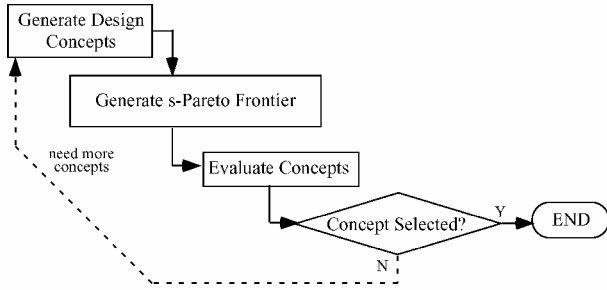 Generate Design
Concepts
Generate s-Pareto Frontier
need more
concepts
Evaluate Concepts
Concept Selected?
Y
END
N